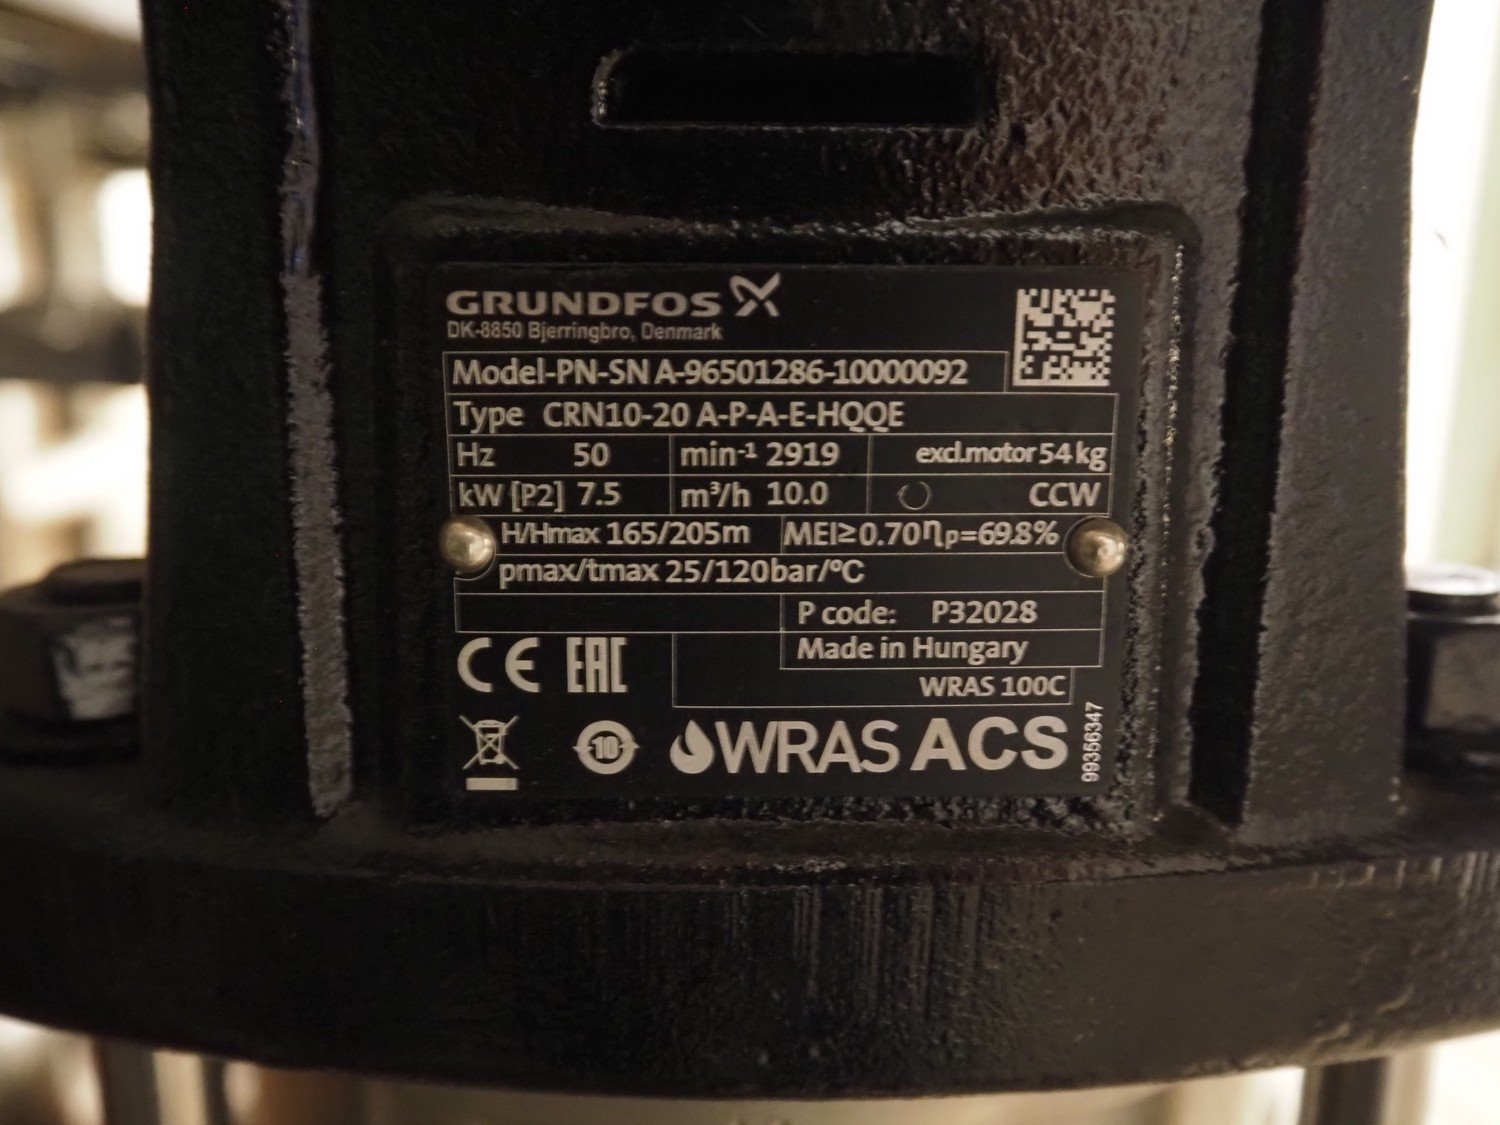 GRUNDFOS
DK-8850 Bjerringbro, Denmark
Model-PN-SN A-96501286-10000092
Type CRN10-20 A-P-A-E-HQQE
Hz 50 min-¹ 2919 excl.motor 54 kg
kW [P2] 7.5 m³/h 10.0 CCW
H/Hmax 165/205m MEI≥0.70 ηp=69.8%
pmax/tmax 25/120bar/°C
P code: P32028
Made in Hungary
WRAS 100C
CE EAC
10 WRAS ACS
99356347